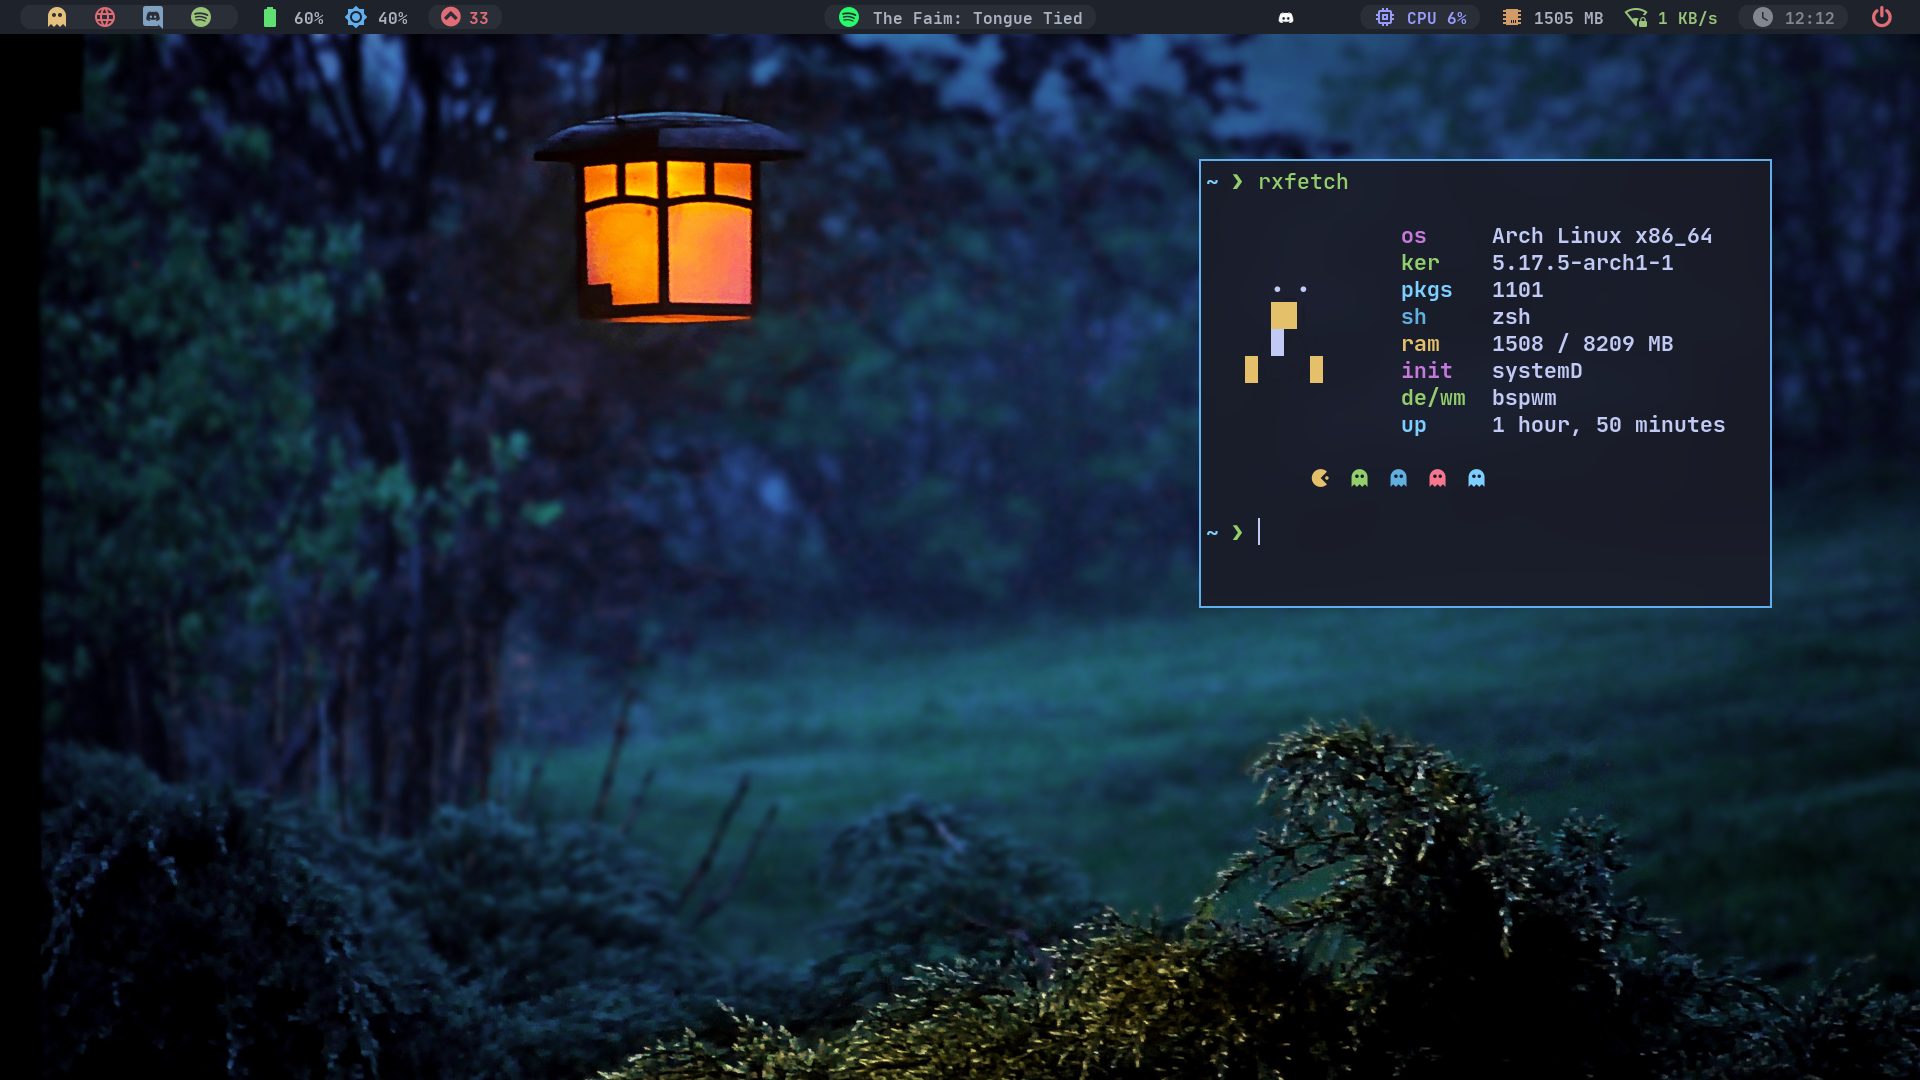 60% 40% 33 The Faim: Tongue Tied CPU 6% 1505 MB 1 KB/s 12:12
~ ❯ rxfetch
os Arch Linux x86_64
ker 5.17.5-arch1-1
pkgs 1101
sh zsh
ram 1508 / 8209 MB
init systemD
de/wm bspwm
up 1 hour, 50 minutes
~ ❯